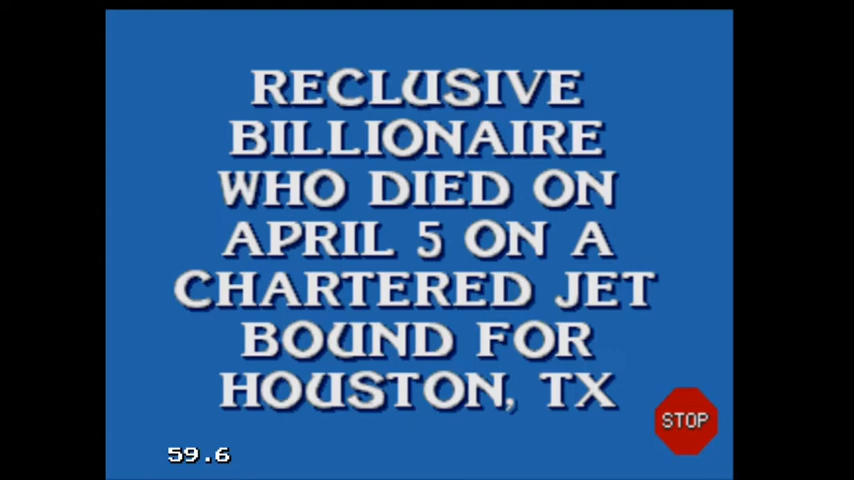 RECLUSIVE
BILLIONAIRE
WHO DIED ON
APRIL 5 ON A
CHARTERED JET
BOUND FOR
HOUSTON, TX
STOP
59.6